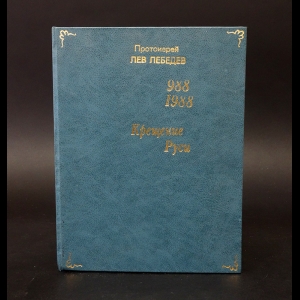 Протоиерей
ЛЕВ ЛЕБЕДЕВ
988
1988
Крещение
Руси